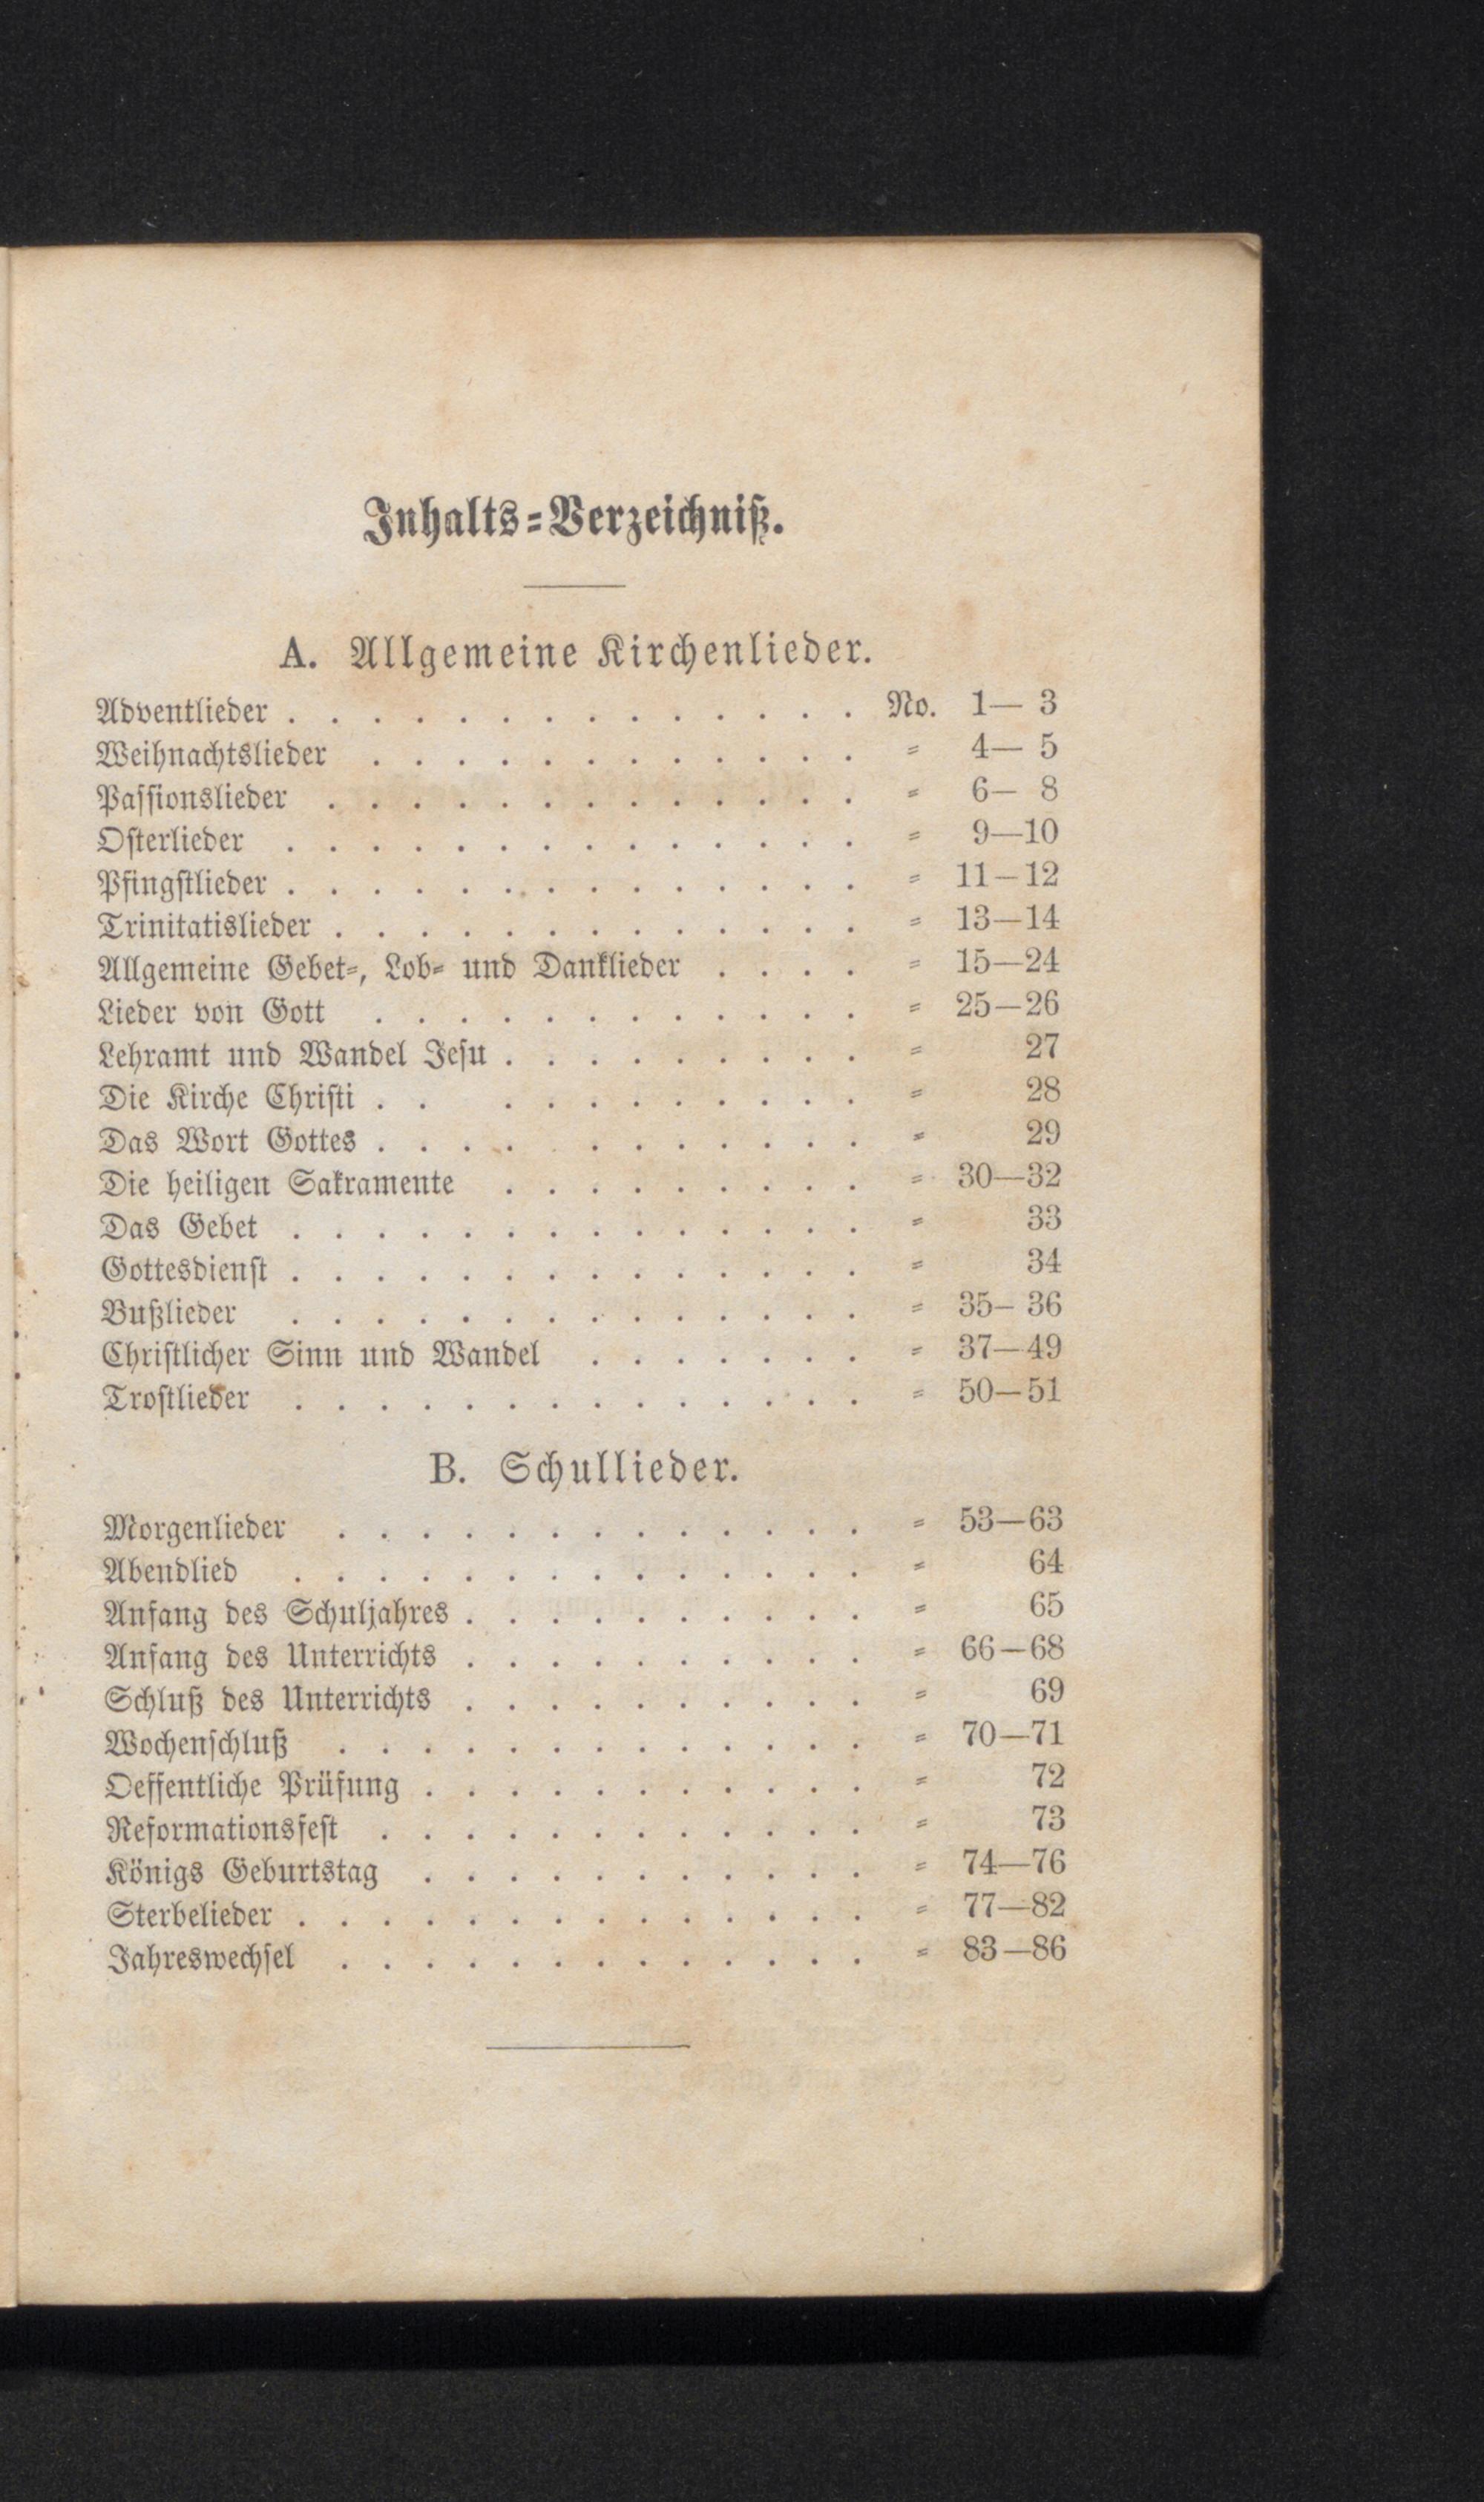 Inhalts=Verzeichniß.
A. Allgemeine Kirchenlieder.
Adventlieder . . . . . . . . . . . . . . No. 1— 3
Weihnachtslieder . . . . . . . . . . . . = 4— 5
Passionslieder . . . . . . . . . . . . . = 6— 8
Osterlieder . . . . . . . . . . . . . . = 9—10
Pfingstlieder . . . . . . . . . . . . . . = 11—12
Trinitatislieder . . . . . . . . . . . . . = 13—14
Allgemeine Gebet=, Lob= und Danklieder . . . . = 15—24
Lieder von Gott . . . . . . . . . . . . = 25—26
Lehramt und Wandel Jesu . . . . . . . . . = 27
Die Kirche Christi . . . . . . . . . . . = 28
Das Wort Gottes . . . . . . . . . . . = 29
Die heiligen Sakramente . . . . . . . . . = 30—32
Das Gebet . . . . . . . . . . . . . . = 33
Gottesdienst . . . . . . . . . . . . . . = 34
Bußlieder . . . . . . . . . . . . . . = 35— 36
Christlicher Sinn und Wandel . . . . . . . = 37—49
Trostlieder . . . . . . . . . . . . . . = 50—51
B. Schullieder.
Morgenlieder . . . . . . . . . . . . . = 53—63
Abendlied . . . . . . . . . . . . . . = 64
Anfang des Schuljahres . . . . . . . . . . = 65
Anfang des Unterrichts . . . . . . . . . . = 66—68
Schluß des Unterrichts . . . . . . . . . . = 69
Wochenschluß . . . . . . . . . . . . . = 70—71
Oeffentliche Prüfung . . . . . . . . . . . = 72
Reformationsfest . . . . . . . . . . . . = 73
Königs Geburtstag . . . . . . . . . . . = 74—76
Sterbelieder . . . . . . . . . . . . . . = 77—82
Jahreswechsel . . . . . . . . . . . . . = 83—86